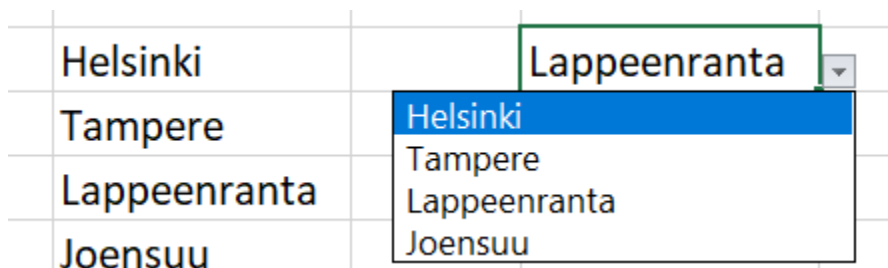 Helsinki
Lappeenranta
Tampere
Lappeenranta
Joensuu
Helsinki
Tampere
Lappeenranta
Joensuu